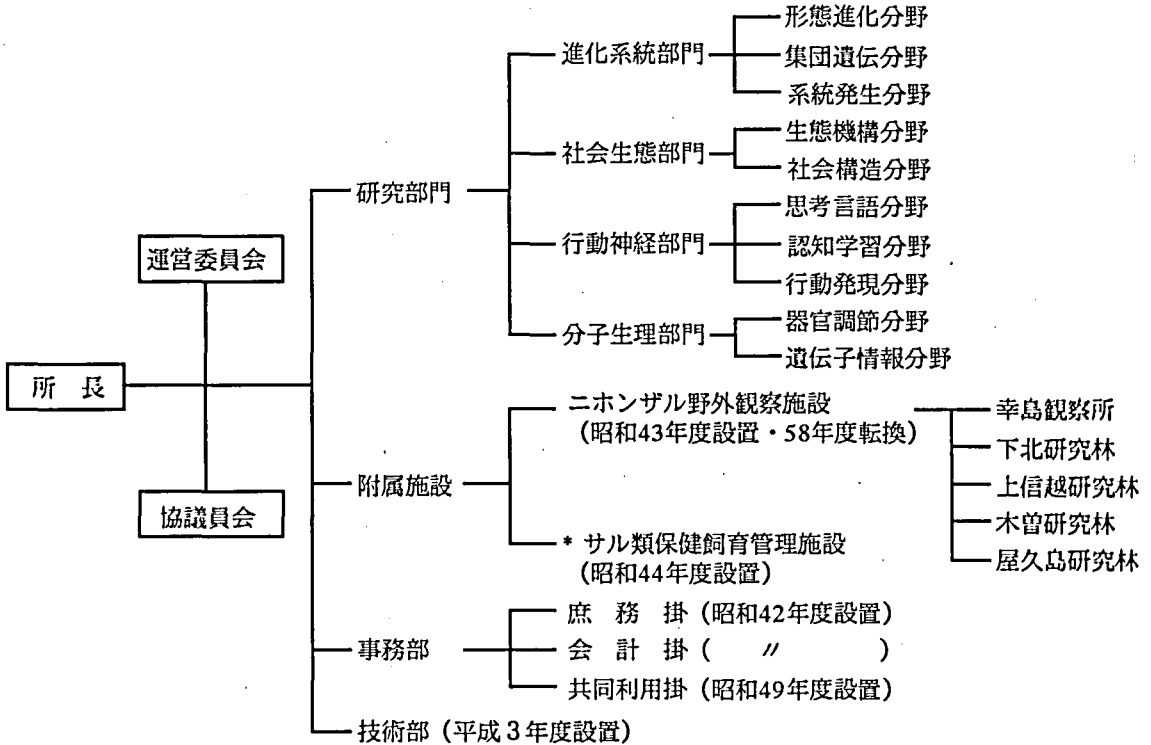 所　長
運営委員会
協議員会
研究部門
進化系統部門
形態進化分野
集団遺伝分野
系統発生分野
社会生態部門
生態機構分野
社会構造分野
行動神経部門
思考言語分野
認知学習分野
行動発現分野
分子生理部門
器官調節分野
遺伝子情報分野
附属施設
ニホンザル野外観察施設
(昭和43年度設置・58年度転換)
幸島観察所
下北研究林
上信越研究林
木曽研究林
屋久島研究林
* サル類保健飼育管理施設
(昭和44年度設置)
事務部
庶　務　掛 (昭和42年度設置)
会　計　掛 (　　〃　　)
共同利用掛 (昭和49年度設置)
技術部 (平成3年度設置)